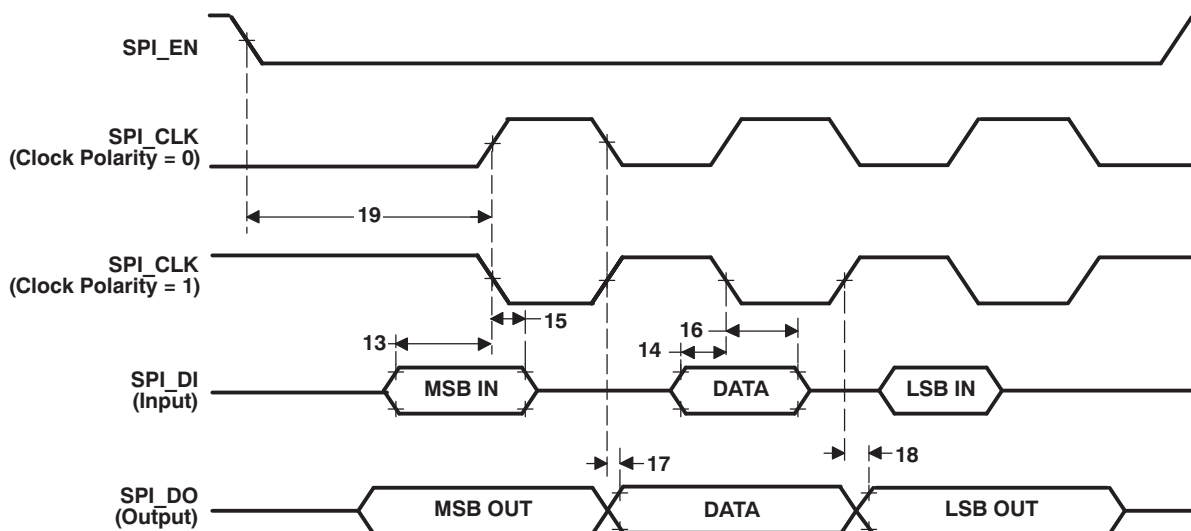 SPI_EN
SPI_CLK
(Clock Polarity = 0)
19
SPI_CLK
(Clock Polarity = 1)
15
13
16
14
SPI_DI
(Input)
MSB IN
DATA
LSB IN
17
18
SPI_DO
(Output)
MSB OUT
DATA
LSB OUT